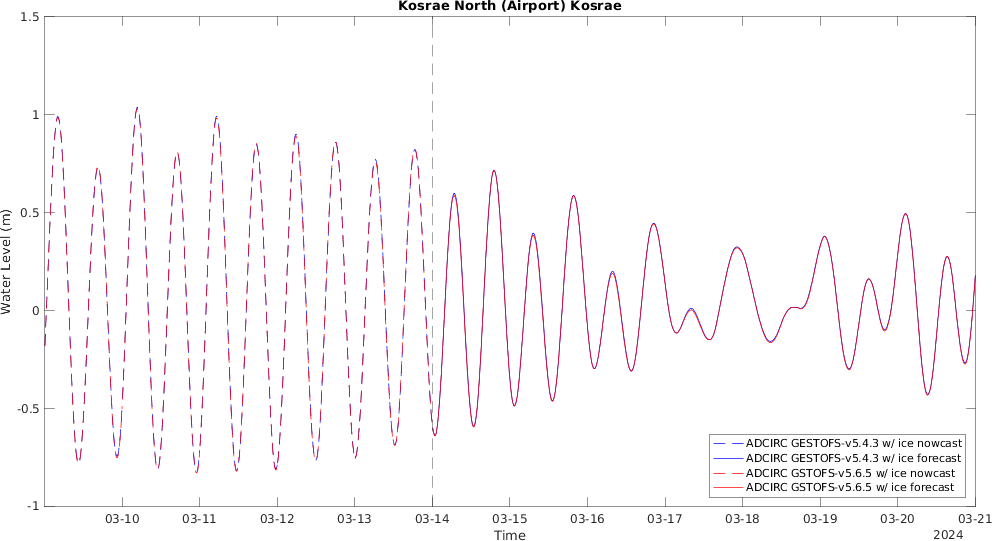 Kosrae North (Airport) Kosrae
1.5
1
0.5
0
-0.5
-1
Water Level (m)
ADCIRC GESTOFS-v5.4.3 w/ ice nowcast
ADCIRC GESTOFS-v5.4.3 w/ ice forecast
ADCIRC GSTOFS-v5.6.5 w/ ice nowcast
ADCIRC GSTOFS-v5.6.5 w/ ice forecast
03-10 03-11 03-12 03-13 03-14 03-15 03-16 03-17 03-18 03-19 03-20 03-21
Time
2024